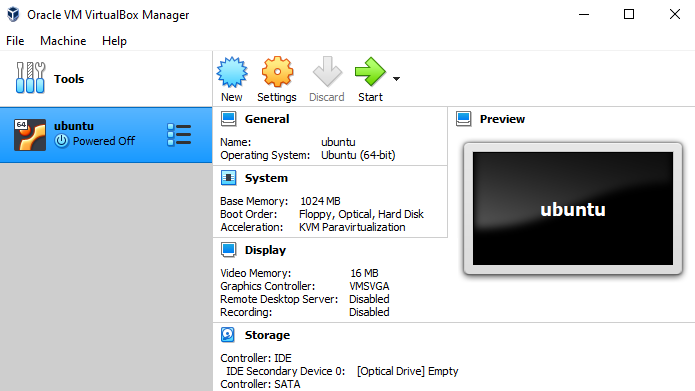 Oracle VM VirtualBox Manager
File Machine Help
Tools
New Settings Discard Start
64 ubuntu
Powered Off
General
Name: ubuntu
Operating System: Ubuntu (64-bit)
System
Base Memory: 1024 MB
Boot Order: Floppy, Optical, Hard Disk
Acceleration: KVM Paravirtualization
Display
Video Memory: 16 MB
Graphics Controller: VMSVGA
Remote Desktop Server: Disabled
Recording: Disabled
Storage
Controller: IDE
IDE Secondary Device 0: [Optical Drive] Empty
Controller: SATA
Preview
ubuntu